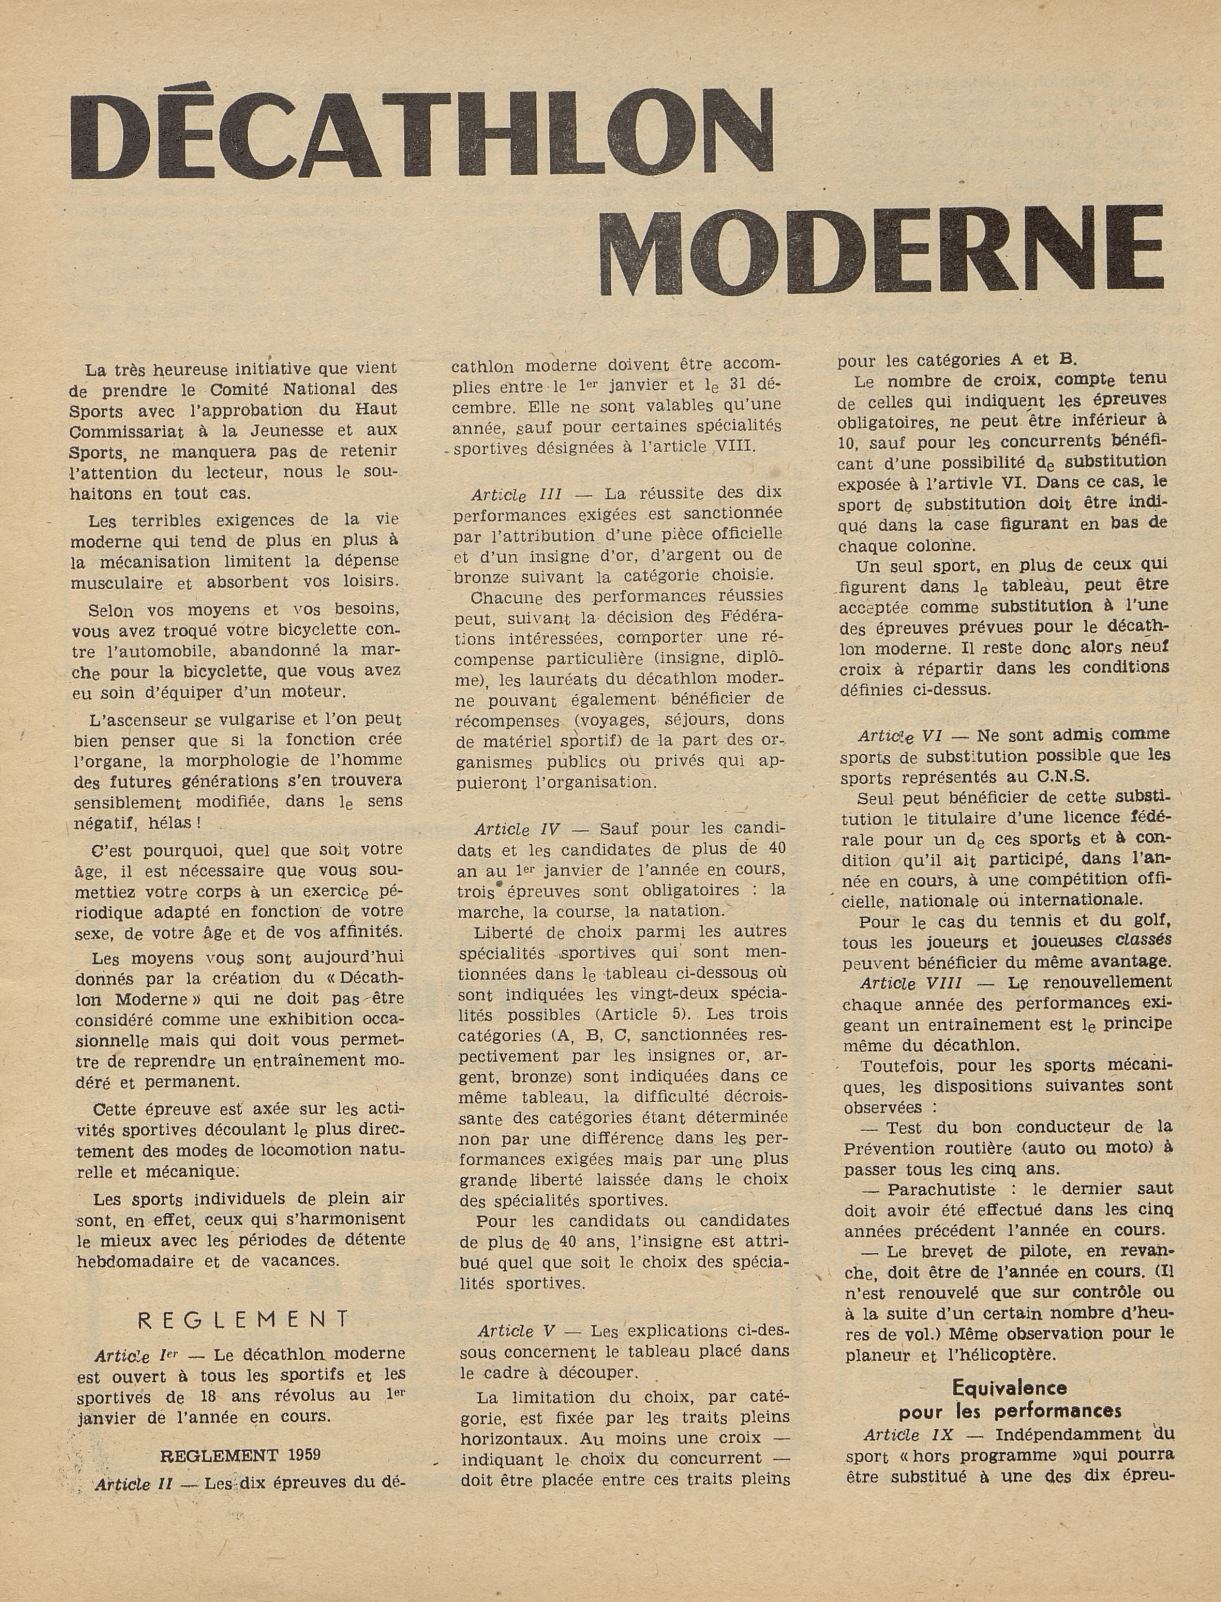 DÉCATHLON
MODERNE
La très heureuse initiative que vient
de prendre le Comité National des
Sports avec l'approbation du Haut
Commissariat à la Jeunesse et aux
Sports, ne manquera pas de retenir
l'attention du lecteur, nous le sou-
haitons en tout cas.
Les terribles exigences de la vie
moderne qui tend de plus en plus à
la mécanisation limitent la dépense
musculaire et absorbent vos loisirs.
Selon vos moyens et vos besoins,
vous avez troqué votre bicyclette con-
tre l'automobile, abandonné la mar-
che pour la bicyclette, que vous avez
eu soin d'équiper d'un moteur.
L'ascenseur se vulgarise et l'on peut
bien penser que si la fonction crée
l'organe, la morphologie de l'homme
des futures générations s'en trouvera
sensiblement modifiée, dans le sens
négatif, hélas !
C'est pourquoi, quel que soit votre
âge, il est nécessaire que vous sou-
mettiez votre corps à un exercice pé-
riodique adapté en fonction de votre
sexe, de votre âge et de vos affinités.
Les moyens vous sont aujourd'hui
donnés par la création du « Décath-
lon Moderne » qui ne doit pas être
considéré comme une exhibition occa-
sionnelle mais qui doit vous permet-
tre de reprendre un entraînement mo-
déré et permanent.
Cette épreuve est axée sur les acti-
vités sportives découlant le plus direc-
tement des modes de locomotion natu-
relle et mécanique.
Les sports individuels de plein air
sont, en effet, ceux qui s'harmonisent
le mieux avec les périodes de détente
hebdomadaire et de vacances.
REGLEMENT
Article Ier — Le décathlon moderne
est ouvert à tous les sportifs et les
sportives de 18 ans révolus au 1er
janvier de l'année en cours.
REGLEMENT 1959
Article II — Les dix épreuves du dé-
cathlon moderne doivent être accom-
plies entre le 1er janvier et le 31 dé-
cembre. Elle ne sont valables qu'une
année, sauf pour certaines spécialités
sportives désignées à l'article VIII.
Article III — La réussite des dix
performances exigées est sanctionnée
par l'attribution d'une pièce officielle
et d'un insigne d'or, d'argent ou de
bronze suivant la catégorie choisie.
Chacune des performances réussies
peut, suivant la décision des Fédéra-
tions intéressées, comporter une ré-
compense particulière (insigne, diplô-
me), les lauréats du décathlon moder-
ne pouvant également bénéficier de
récompenses (voyages, séjours, dons
de matériel sportif) de la part des or-
ganismes publics ou privés qui ap-
puieront l'organisation.
Article IV — Sauf pour les candi-
dats et les candidates de plus de 40
an au 1er janvier de l'année en cours,
trois épreuves sont obligatoires : la
marche, la course, la natation.
Liberté de choix parmi les autres
spécialités sportives qui sont men-
tionnées dans le tableau ci-dessous où
sont indiquées les vingt-deux spécia-
lités possibles (Article 5). Les trois
catégories (A, B, C, sanctionnées res-
pectivement par les insignes or, ar-
gent, bronze) sont indiquées dans ce
même tableau, la difficulté décrois-
sante des catégories étant déterminée
non par une différence dans les per-
formances exigées mais par une plus
grande liberté laissée dans le choix
des spécialités sportives.
Pour les candidats ou candidates
de plus de 40 ans, l'insigne est attri-
bué quel que soit le choix des spécia-
lités sportives.
Article V — Les explications ci-des-
sous concernent le tableau placé dans
le cadre à découper.
La limitation du choix, par caté-
gorie, est fixée par les traits pleins
horizontaux. Au moins une croix —
indiquant le choix du concurrent —
doit être placée entre ces traits pleins
pour les catégories A et B.
Le nombre de croix, compte tenu
de celles qui indiquent les épreuves
obligatoires, ne peut être inférieur à
10, sauf pour les concurrents bénéfi-
cant d'une possibilité de substitution
exposée à l'artivle VI. Dans ce cas, le
sport de substitution doit être indi-
qué dans la case figurant en bas de
chaque colonne.
Un seul sport, en plus de ceux qui
figurent dans le tableau, peut être
acceptée comme substitution à l'une
des épreuves prévues pour le décath-
lon moderne. Il reste donc alors neuf
croix à répartir dans les conditions
définies ci-dessus.
Article VI — Ne sont admis comme
sports de substitution possible que les
sports représentés au C.N.S.
Seul peut bénéficier de cette substi-
tution le titulaire d'une licence fédé-
rale pour un de ces sports et à con-
dition qu'il ait participé, dans l'an-
née en cours, à une compétition offi-
cielle, nationale ou internationale.
Pour le cas du tennis et du golf,
tous les joueurs et joueuses classés
peuvent bénéficier du même avantage.
Article VIII — Le renouvellement
chaque année des performances exi-
geant un entraînement est le principe
même du décathlon.
Toutefois, pour les sports mécani-
ques, les dispositions suivantes sont
observées :
— Test du bon conducteur de la
Prévention routière (auto ou moto) à
passer tous les cinq ans.
— Parachutiste : le dernier saut
doit avoir été effectué dans les cinq
années précédent l'année en cours.
— Le brevet de pilote, en revan-
che, doit être de l'année en cours. (Il
n'est renouvelé que sur contrôle ou
à la suite d'un certain nombre d'heu-
res de vol.) Même observation pour le
planeur et l'hélicoptère.
Equivalence
pour les performances
Article IX — Indépendamment du
sport « hors programme »qui pourra
être substitué à une des dix épreu-